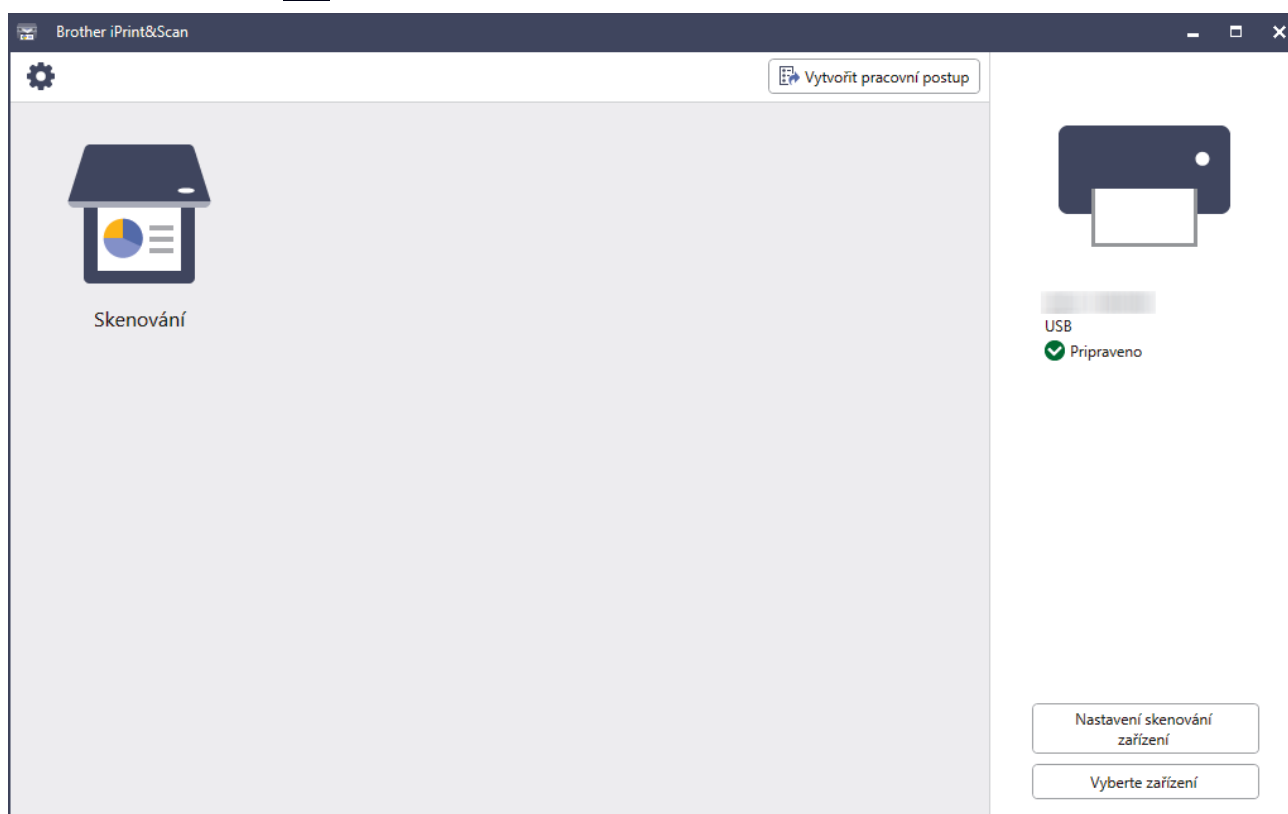 Brother iPrint&Scan
Vytvořit pracovní postup
Skenování
USB
Pripraveno
Nastavení skenování
zařízení
Vyberte zařízení